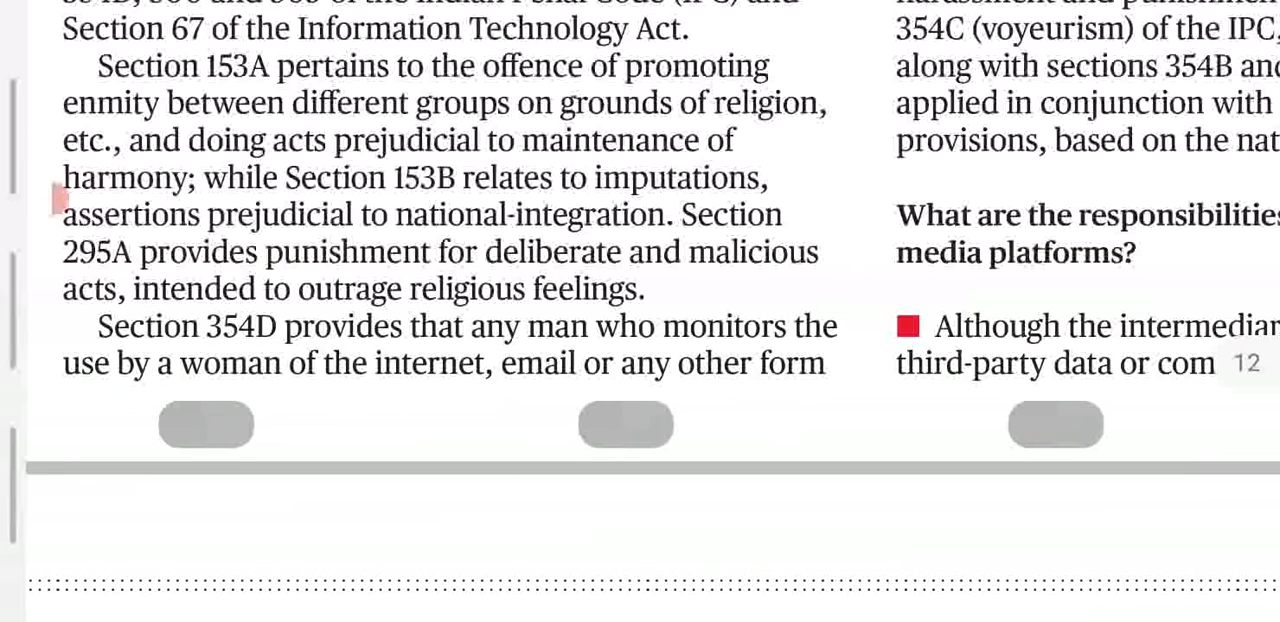 Section 67 of the Information Technology Act.
Section 153A pertains to the offence of promoting
enmity between different groups on grounds of religion,
etc., and doing acts prejudicial to maintenance of
harmony; while Section 153B relates to imputations,
assertions prejudicial to national-integration. Section
295A provides punishment for deliberate and malicious
acts, intended to outrage religious feelings.
Section 354D provides that any man who monitors the
use by a woman of the internet, email or any other form
354C (voyeurism) of the IPC,
along with sections 354B and
applied in conjunction with
provisions, based on the nat
What are the responsibilities
media platforms?
Although the intermediar
third-party data or com
12